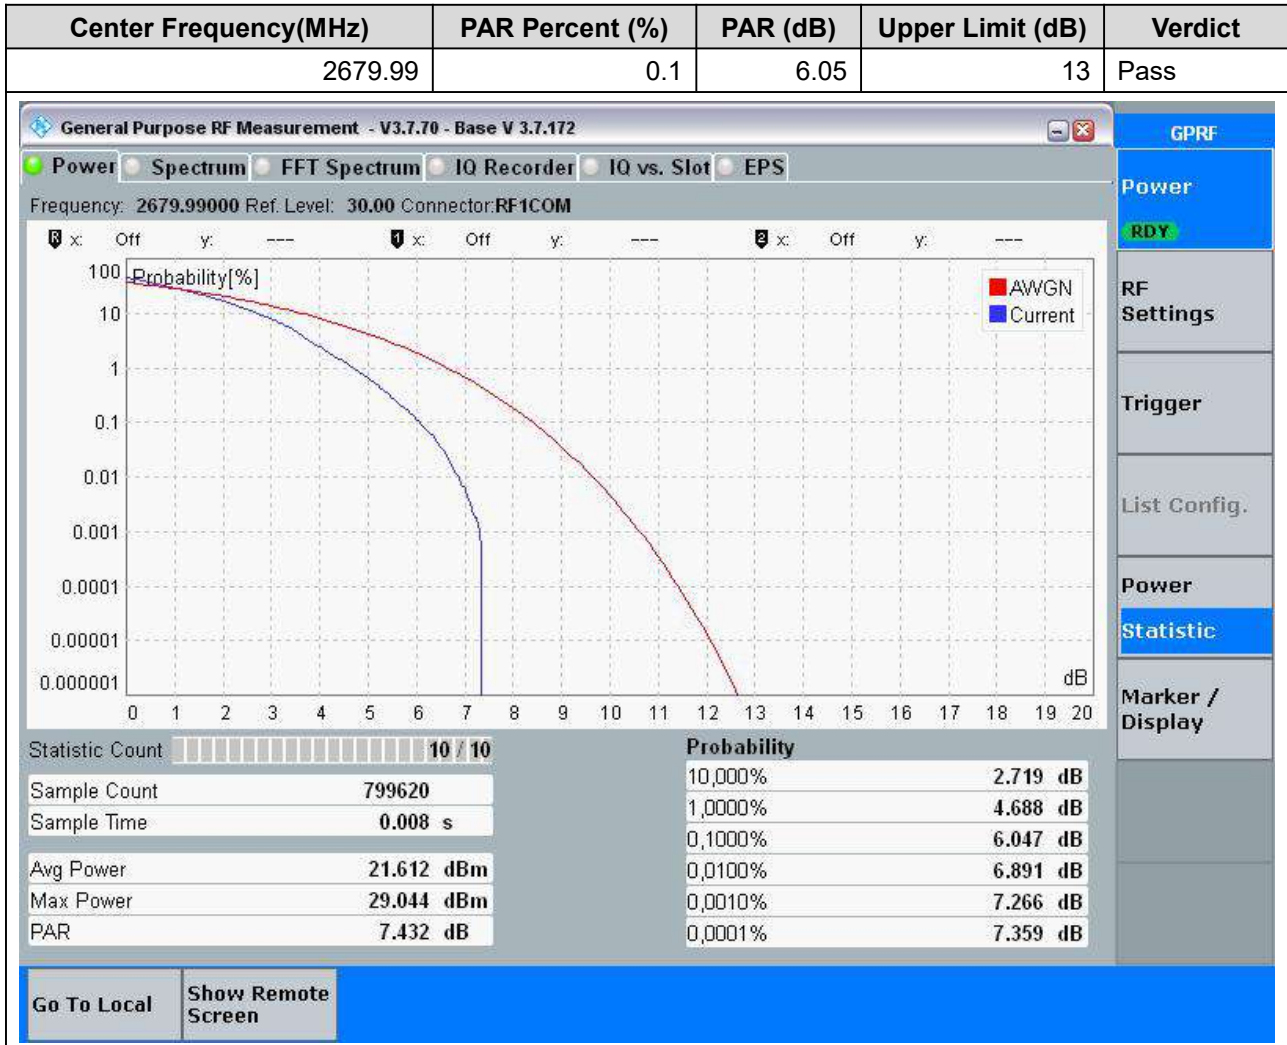 Center Frequency(MHz) PAR Percent (%) PAR (dB) Upper Limit (dB) Verdict
2679.99 0.1 6.05 13 Pass
General Purpose RF Measurement - V3.7.70 - Base V 3.7.172
GPRF
Power Spectrum FFT Spectrum IQ Recorder IQ vs. Slot EPS
Frequency: 2679.99000 Ref. Level: 30.00 Connector:RF1COM
R x: Off y: --- 1 x: Off y: --- 2 x: Off y: ---
Probability[%]
100
10
1
0.1
0.01
0.001
0.0001
0.00001
0.000001
AWGN
Current
dB
0 1 2 3 4 5 6 7 8 9 10 11 12 13 14 15 16 17 18 19 20
Statistic Count 10 / 10
Sample Count 799620
Sample Time 0.008 s
Avg Power 21.612 dBm
Max Power 29.044 dBm
PAR 7.432 dB
Probability
10,000% 2.719 dB
1,0000% 4.688 dB
0,1000% 6.047 dB
0,0100% 6.891 dB
0,0010% 7.266 dB
0,0001% 7.359 dB
Power
RDY
RF
Settings
Trigger
List Config.
Power
Statistic
Marker /
Display
Go To Local
Show Remote
Screen